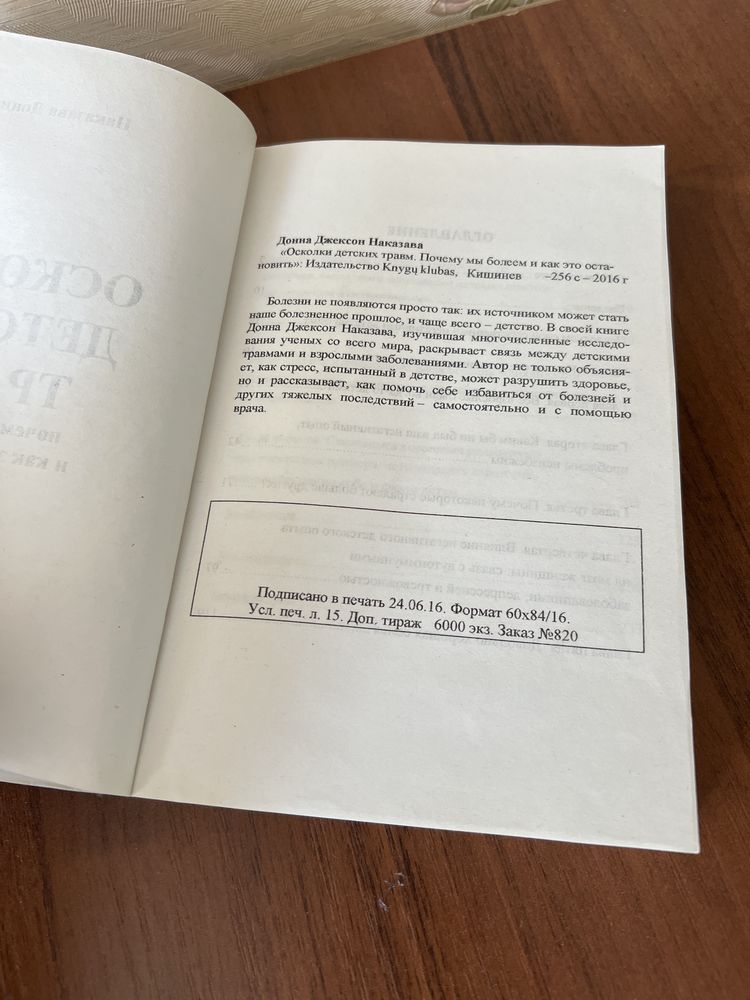 Донна Джексон Наказава
«Осколки детских травм. Почему мы болеем и как это оста-
новить»: Издательство Knygų klubas, Кишинев –256 с – 2016 г
Болезни не появляются просто так: их источником может стать
наше болезненное прошлое, и чаще всего – детство. В своей книге
Донна Джексон Наказава, изучившая многочисленные исследо-
вания ученых со всего мира, раскрывает связь между детскими
травмами и взрослыми заболеваниями. Автор не только объясня-
ет, как стресс, испытанный в детстве, может разрушить здоровье,
но и рассказывает, как помочь себе избавиться от болезней и
других тяжелых последствий – самостоятельно и с помощью
врача.
Подписано в печать 24.06.16. Формат 60х84/16.
Усл. печ. л. 15. Доп. тираж 6000 экз. Заказ №820